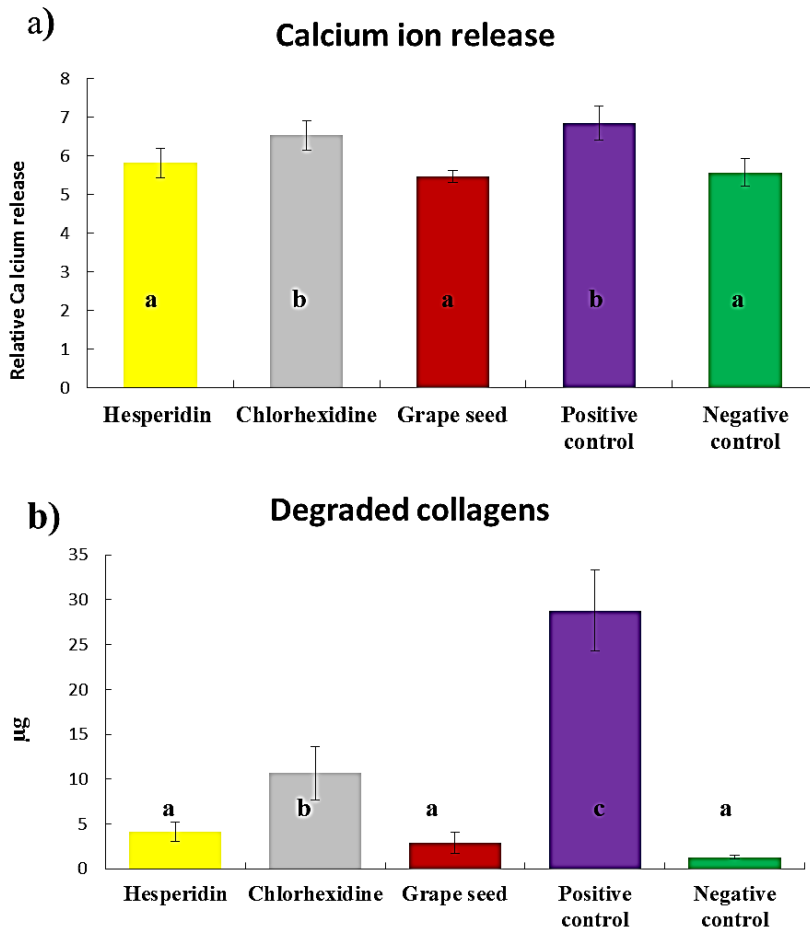 a)
Calcium ion release
Relative Ca lcium release
8
7
6
5
4
3
2
1
0
a
b
a
b
a
Hesperidin
Chlorhexidine
Grape seed
Positive
control
Negative
control
b)
Degraded collagens
µg
35
30
25
20
15
10
5
0
a
b
a
c
a
Hesperidin
Chlorhexidine
Grape seed
Positive
control
Negative
control